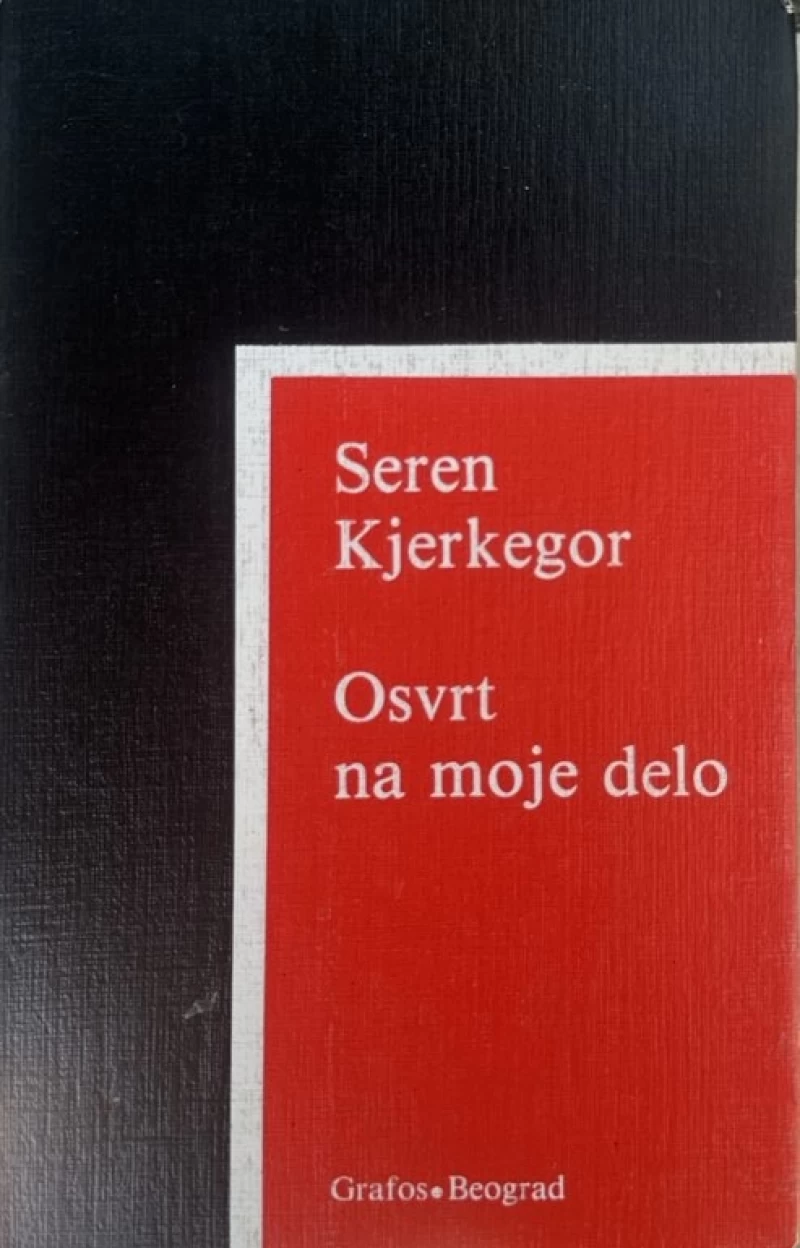 Seren
Kjerkegor
Osvrt
na moje delo
Grafos•Beograd